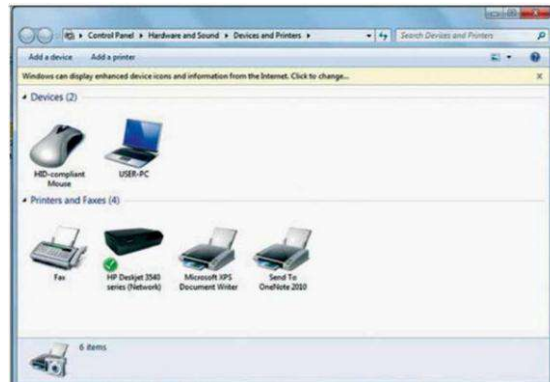 Control Panel ▸ Hardware and Sound ▸ Devices and Printers ▸
Search Devices and Printers
Add a device Add a printer
Windows can display enhanced device icons and information from the Internet. Click to change...
Devices (2)
HID-compliant
Mouse
USER-PC
Printers and Faxes (4)
Fax
HP Deskjet 3540
series (Network)
Microsoft XPS
Document Writer
Send To
OneNote 2010
6 items